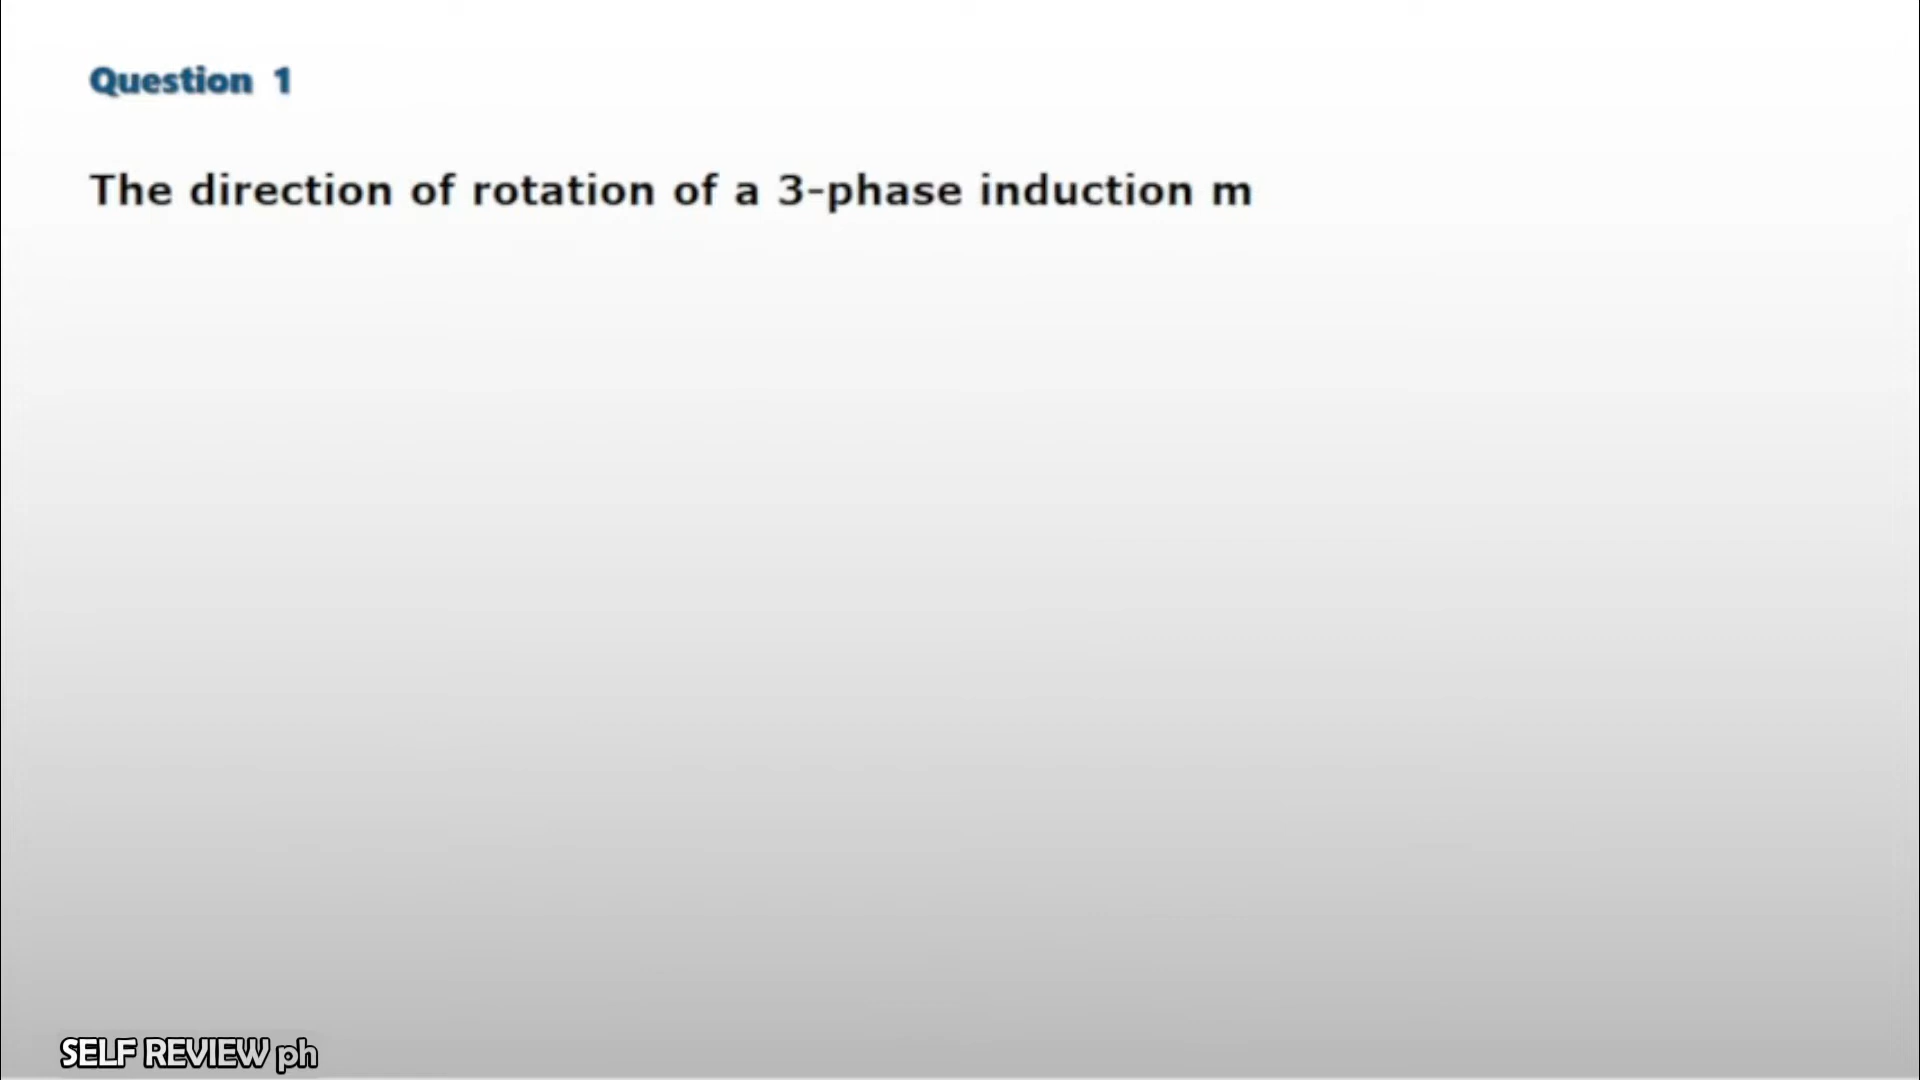 Question 1
The direction of rotation of a 3-phase induction m
SELF REVIEW ph